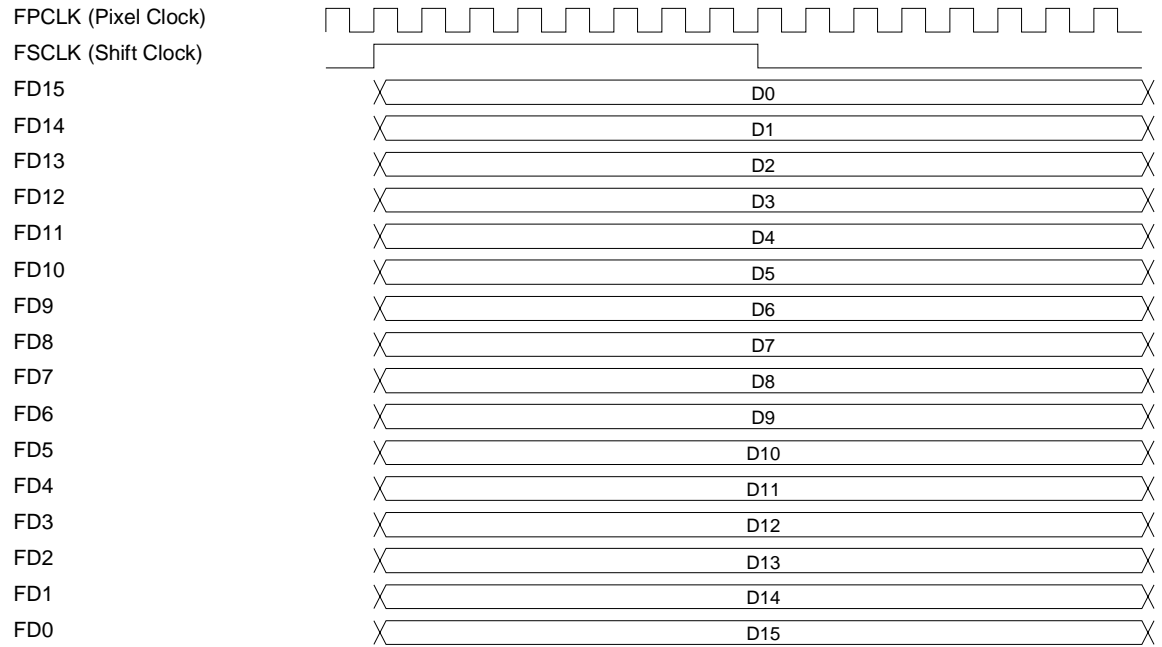 FPCLK (Pixel Clock)
FSCLK (Shift Clock)
FD15 D0
FD14 D1
FD13 D2
FD12 D3
FD11 D4
FD10 D5
FD9 D6
FD8 D7
FD7 D8
FD6 D9
FD5 D10
FD4 D11
FD3 D12
FD2 D13
FD1 D14
FD0 D15